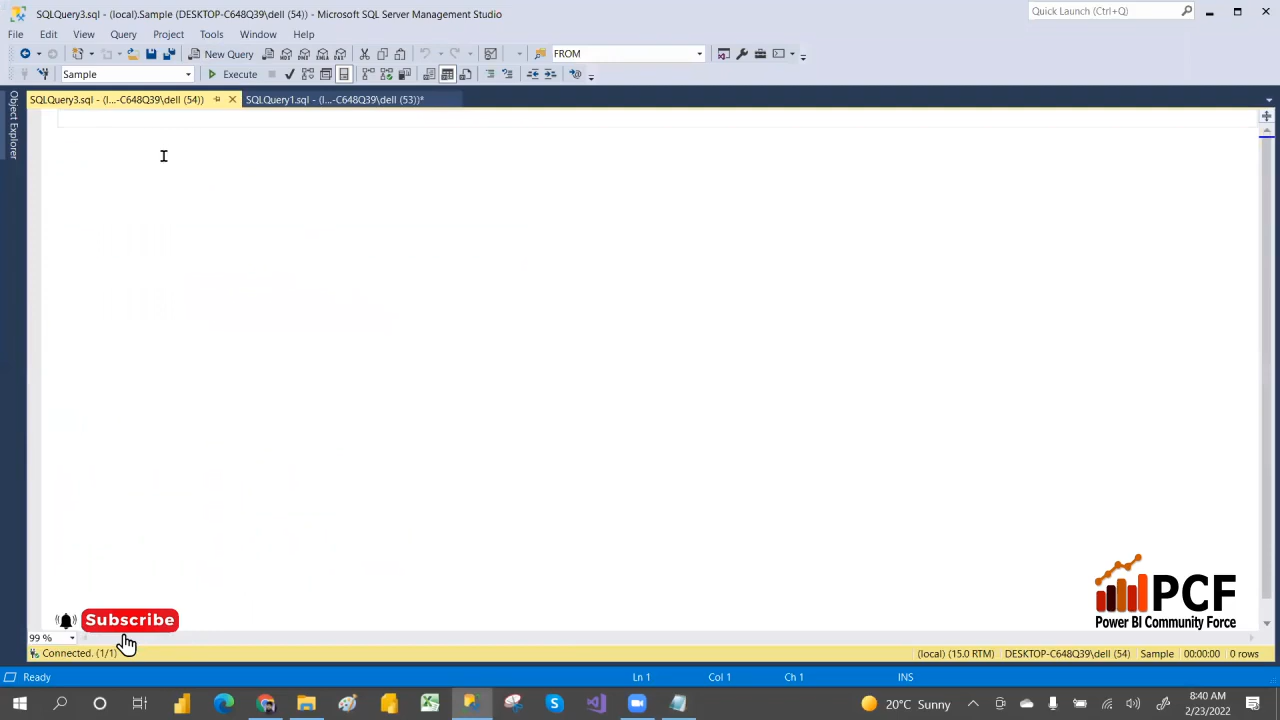 SQLQuery3.sql - (local).Sample (DESKTOP-C648Q39\dell (54)) - Microsoft SQL Server Management Studio
Quick Launch (Ctrl+Q)
File Edit View Query Project Tools Window Help
New Query
FROM
Sample
Execute
SQLQuery3.sql - (l...-C648Q39\dell (54))
SQLQuery1.sql - (l...-C648Q39\dell (53))*
Object Explorer
PCF
Power BI Community Force
Subscribe
99 %
Connected. (1/1)
(local) (15.0 RTM) DESKTOP-C648Q39\dell (54) Sample 00:00:00 0 rows
Ready
Ln 1 Col 1 Ch 1 INS
20°C Sunny
8:40 AM
2/23/2022